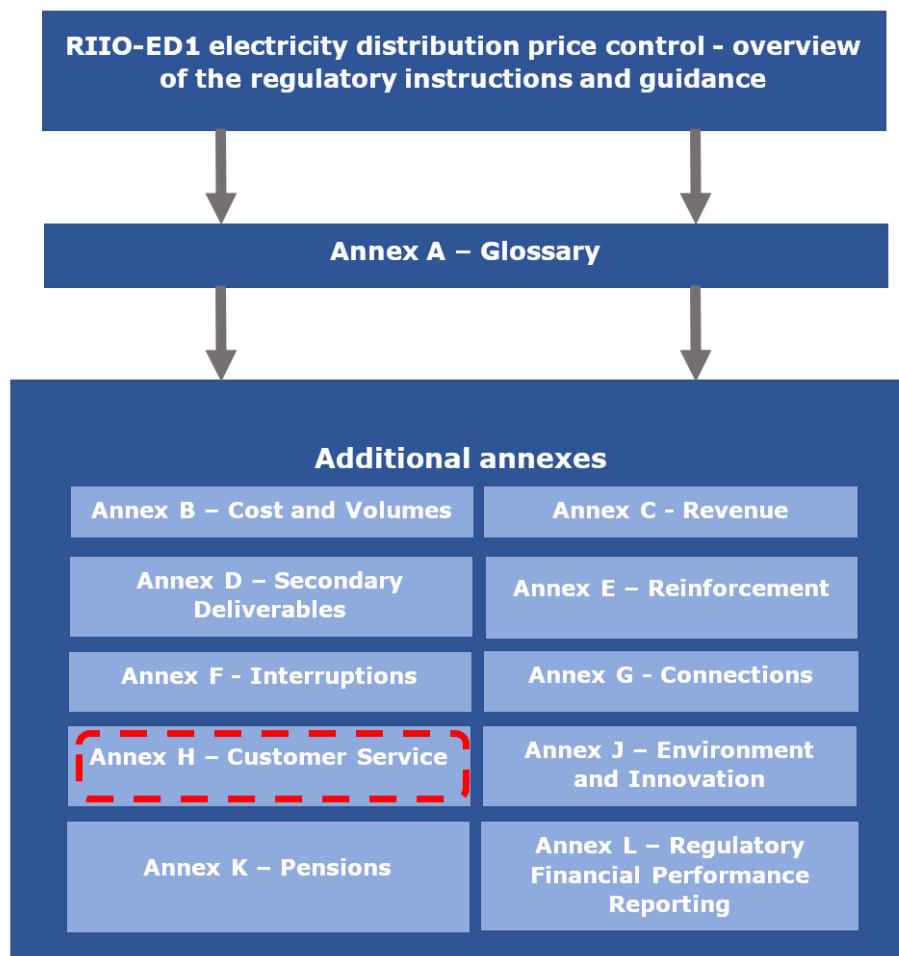 RIIO-ED1 electricity distribution price control - overview
of the regulatory instructions and guidance
Annex A – Glossary
Additional annexes
Annex B – Cost and Volumes
Annex C - Revenue
Annex D – Secondary
Deliverables
Annex E – Reinforcement
Annex F - Interruptions
Annex G - Connections
Annex H – Customer Service
Annex J – Environment
and Innovation
Annex K – Pensions
Annex L – Regulatory
Financial Performance
Reporting